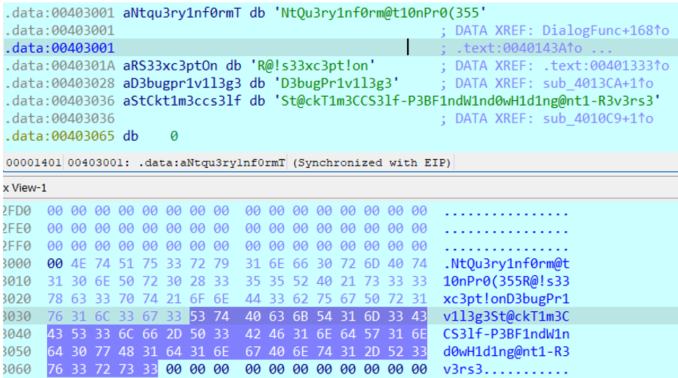 .data:00403001 aNtqu3ry1nf0rmT db 'NtQu3ry1nf0rm@t10nPr0(355'
.data:00403001 ; DATA XREF: DialogFunc+168↑o
.data:00403001 ; .text:0040143A↑o ...
.data:0040301A aRS33xc3ptOn db 'R@!s33xc3pt!on' ; DATA XREF: .text:00401333↑o
.data:00403028 aD3bugpr1v1l3g3 db 'D3bugPr1v1l3g3' ; DATA XREF: sub_4013CA+1↑o
.data:00403036 aStCkt1m3ccs3lf db 'St@ckT1m3CCS3lf-P3BF1ndW1nd0wH1d1ng@nt1-R3v3rs3'
.data:00403036 ; DATA XREF: sub_4010C9+1↑o
.data:00403065 db 0
00001401 00403001: .data:aNtqu3ry1nf0rmT (Synchronized with EIP)
x View-1
2FD0 00 00 00 00 00 00 00 00 00 00 00 00 00 00 00 00 ................
2FE0 00 00 00 00 00 00 00 00 00 00 00 00 00 00 00 00 ................
2FF0 00 00 00 00 00 00 00 00 00 00 00 00 00 00 00 00 ................
3000 00 4E 74 51 75 33 72 79 31 6E 66 30 72 6D 40 74 .NtQu3ry1nf0rm@t
3010 31 30 6E 50 72 30 28 33 35 35 52 40 21 73 33 33 10nPr0(355R@!s33
3020 78 63 33 70 74 21 6F 6E 44 33 62 75 67 50 72 31 xc3pt!onD3bugPr1
3030 76 31 6C 33 67 33 53 74 40 63 6B 54 31 6D 33 43 v1l3g3St@ckT1m3C
3040 43 53 33 6C 66 2D 50 33 42 46 31 6E 64 57 31 6E CS3lf-P3BF1ndW1n
3050 64 30 77 48 31 64 31 6E 67 40 6E 74 31 2D 52 33 d0wH1d1ng@nt1-R3
3060 76 33 72 73 33 00 00 00 00 00 00 00 00 00 00 00 v3rs3...........